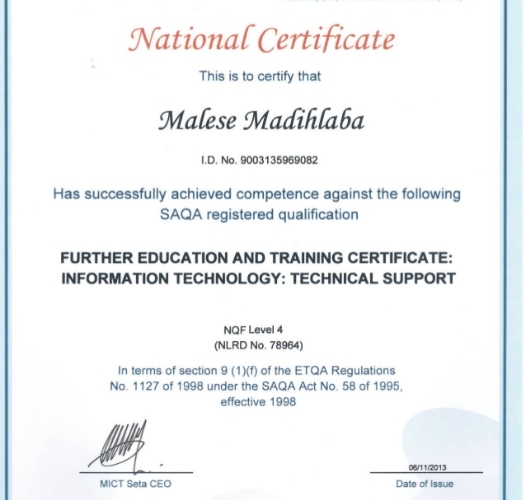 National Certificate
This is to certify that
Malese Madihlaba
I.D. No. 9003135969082
Has successfully achieved competence against the following
SAQA registered qualification
FURTHER EDUCATION AND TRAINING CERTIFICATE:
INFORMATION TECHNOLOGY: TECHNICAL SUPPORT
NQF Level 4
(NLRD No. 78964)
In terms of section 9 (1)(f) of the ETQA Regulations
No. 1127 of 1998 under the SAQA Act No. 58 of 1995,
effective 1998
06/11/2013
MICT Seta CEO
Date of Issue